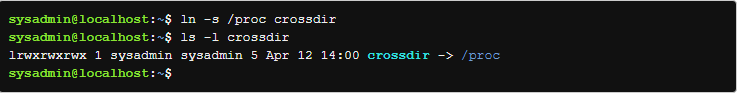 sysadmin@localhost:~$ ln -s /proc crossdir
sysadmin@localhost:~$ ls -l crossdir
lrwxrwxrwx 1 sysadmin sysadmin 5 Apr 12 14:00 crossdir -> /proc
sysadmin@localhost:~$